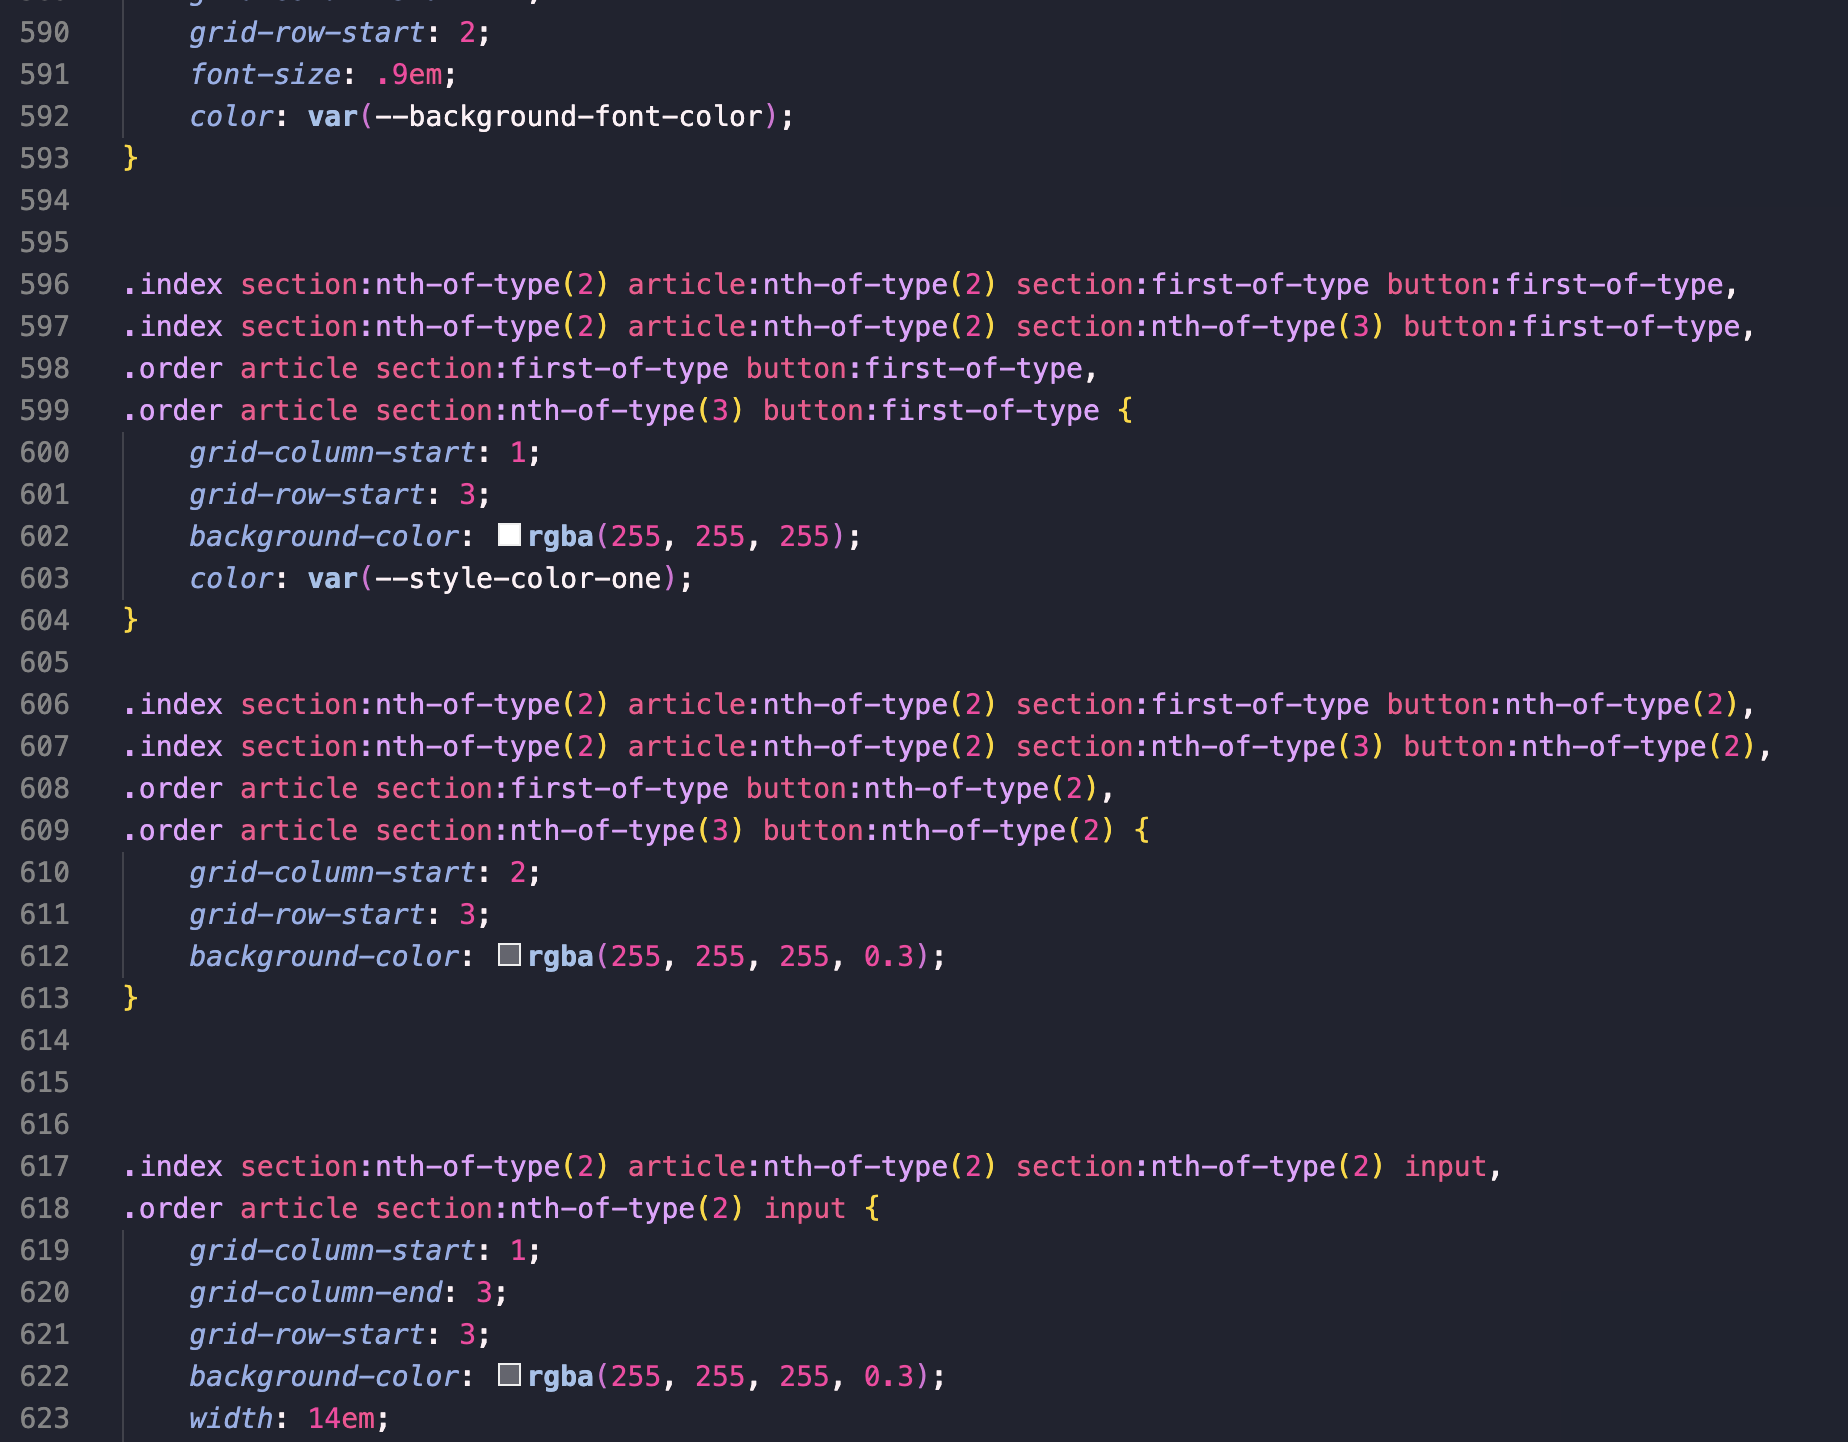 590 grid-row-start: 2;
591 font-size: .9em;
592 color: var(--background-font-color);
593 }
594
595
596 .index section:nth-of-type(2) article:nth-of-type(2) section:first-of-type button:first-of-type,
597 .index section:nth-of-type(2) article:nth-of-type(2) section:nth-of-type(3) button:first-of-type,
598 .order article section:first-of-type button:first-of-type,
599 .order article section:nth-of-type(3) button:first-of-type {
600 grid-column-start: 1;
601 grid-row-start: 3;
602 background-color: rgba(255, 255, 255);
603 color: var(--style-color-one);
604 }
605
606 .index section:nth-of-type(2) article:nth-of-type(2) section:first-of-type button:nth-of-type(2),
607 .index section:nth-of-type(2) article:nth-of-type(2) section:nth-of-type(3) button:nth-of-type(2),
608 .order article section:first-of-type button:nth-of-type(2),
609 .order article section:nth-of-type(3) button:nth-of-type(2) {
610 grid-column-start: 2;
611 grid-row-start: 3;
612 background-color: rgba(255, 255, 255, 0.3);
613 }
614
615
616
617 .index section:nth-of-type(2) article:nth-of-type(2) section:nth-of-type(2) input,
618 .order article section:nth-of-type(2) input {
619 grid-column-start: 1;
620 grid-column-end: 3;
621 grid-row-start: 3;
622 background-color: rgba(255, 255, 255, 0.3);
623 width: 14em;